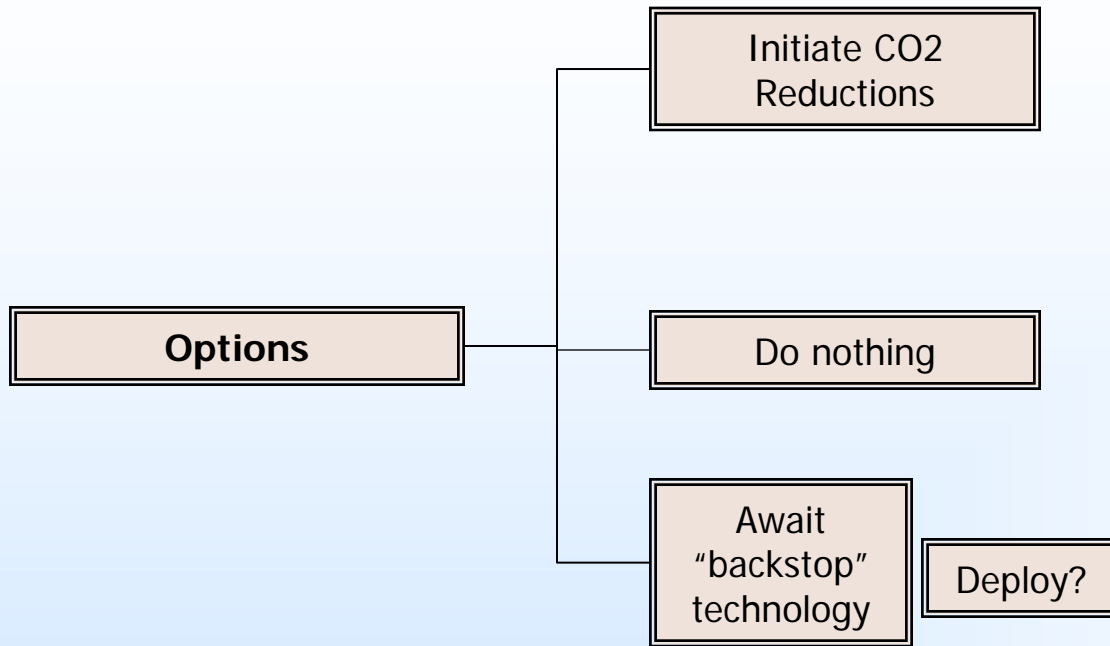 Initiate CO2
Reductions
Options
Do nothing
Await
“backstop”
technology
Deploy?